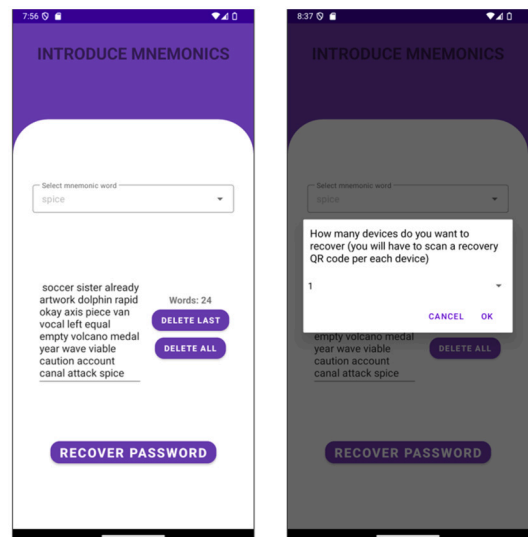 7:56
INTRODUCE MNEMONICS
Select mnemonic word
spice
soccer sister already
artwork dolphin rapid
okay axis piece van
vocal left equal
empty volcano medal
year wave viable
caution account
canal attack spice
Words: 24
DELETE LAST
DELETE ALL
RECOVER PASSWORD
8:37
INTRODUCE MNEMONICS
Select mnemonic word
spice
How many devices do you want to
recover (you will have to scan a recovery
QR code per each device)
1
CANCEL OK
empty volcano medal
year wave viable
caution account
canal attack spice
DELETE ALL
RECOVER PASSWORD